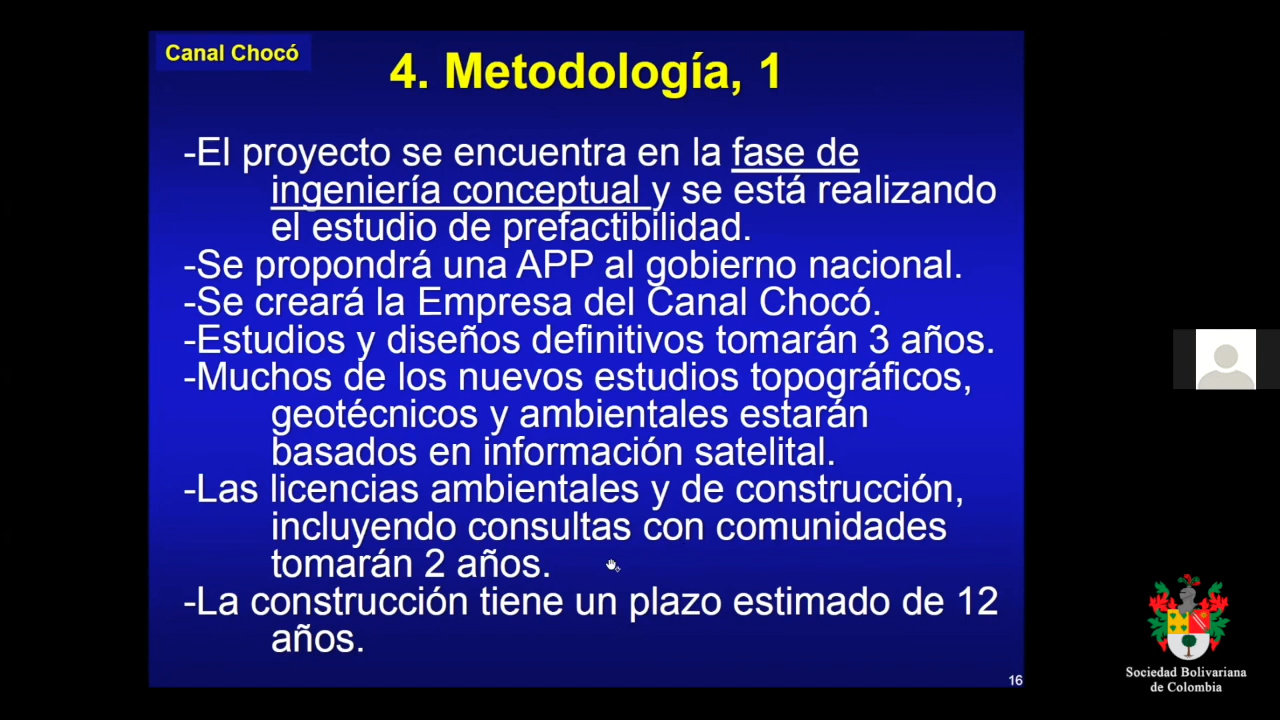 Canal Chocó
4. Metodología, 1
-El proyecto se encuentra en la fase de
ingeniería conceptual y se está realizando
el estudio de prefactibilidad.
-Se propondrá una APP al gobierno nacional.
-Se creará la Empresa del Canal Chocó.
-Estudios y diseños definitivos tomarán 3 años.
-Muchos de los nuevos estudios topográficos,
geotécnicos y ambientales estarán
basados en información satelital.
-Las licencias ambientales y de construcción,
incluyendo consultas con comunidades
tomarán 2 años.
-La construcción tiene un plazo estimado de 12
años.
16
Sociedad Bolivariana
de Colombia